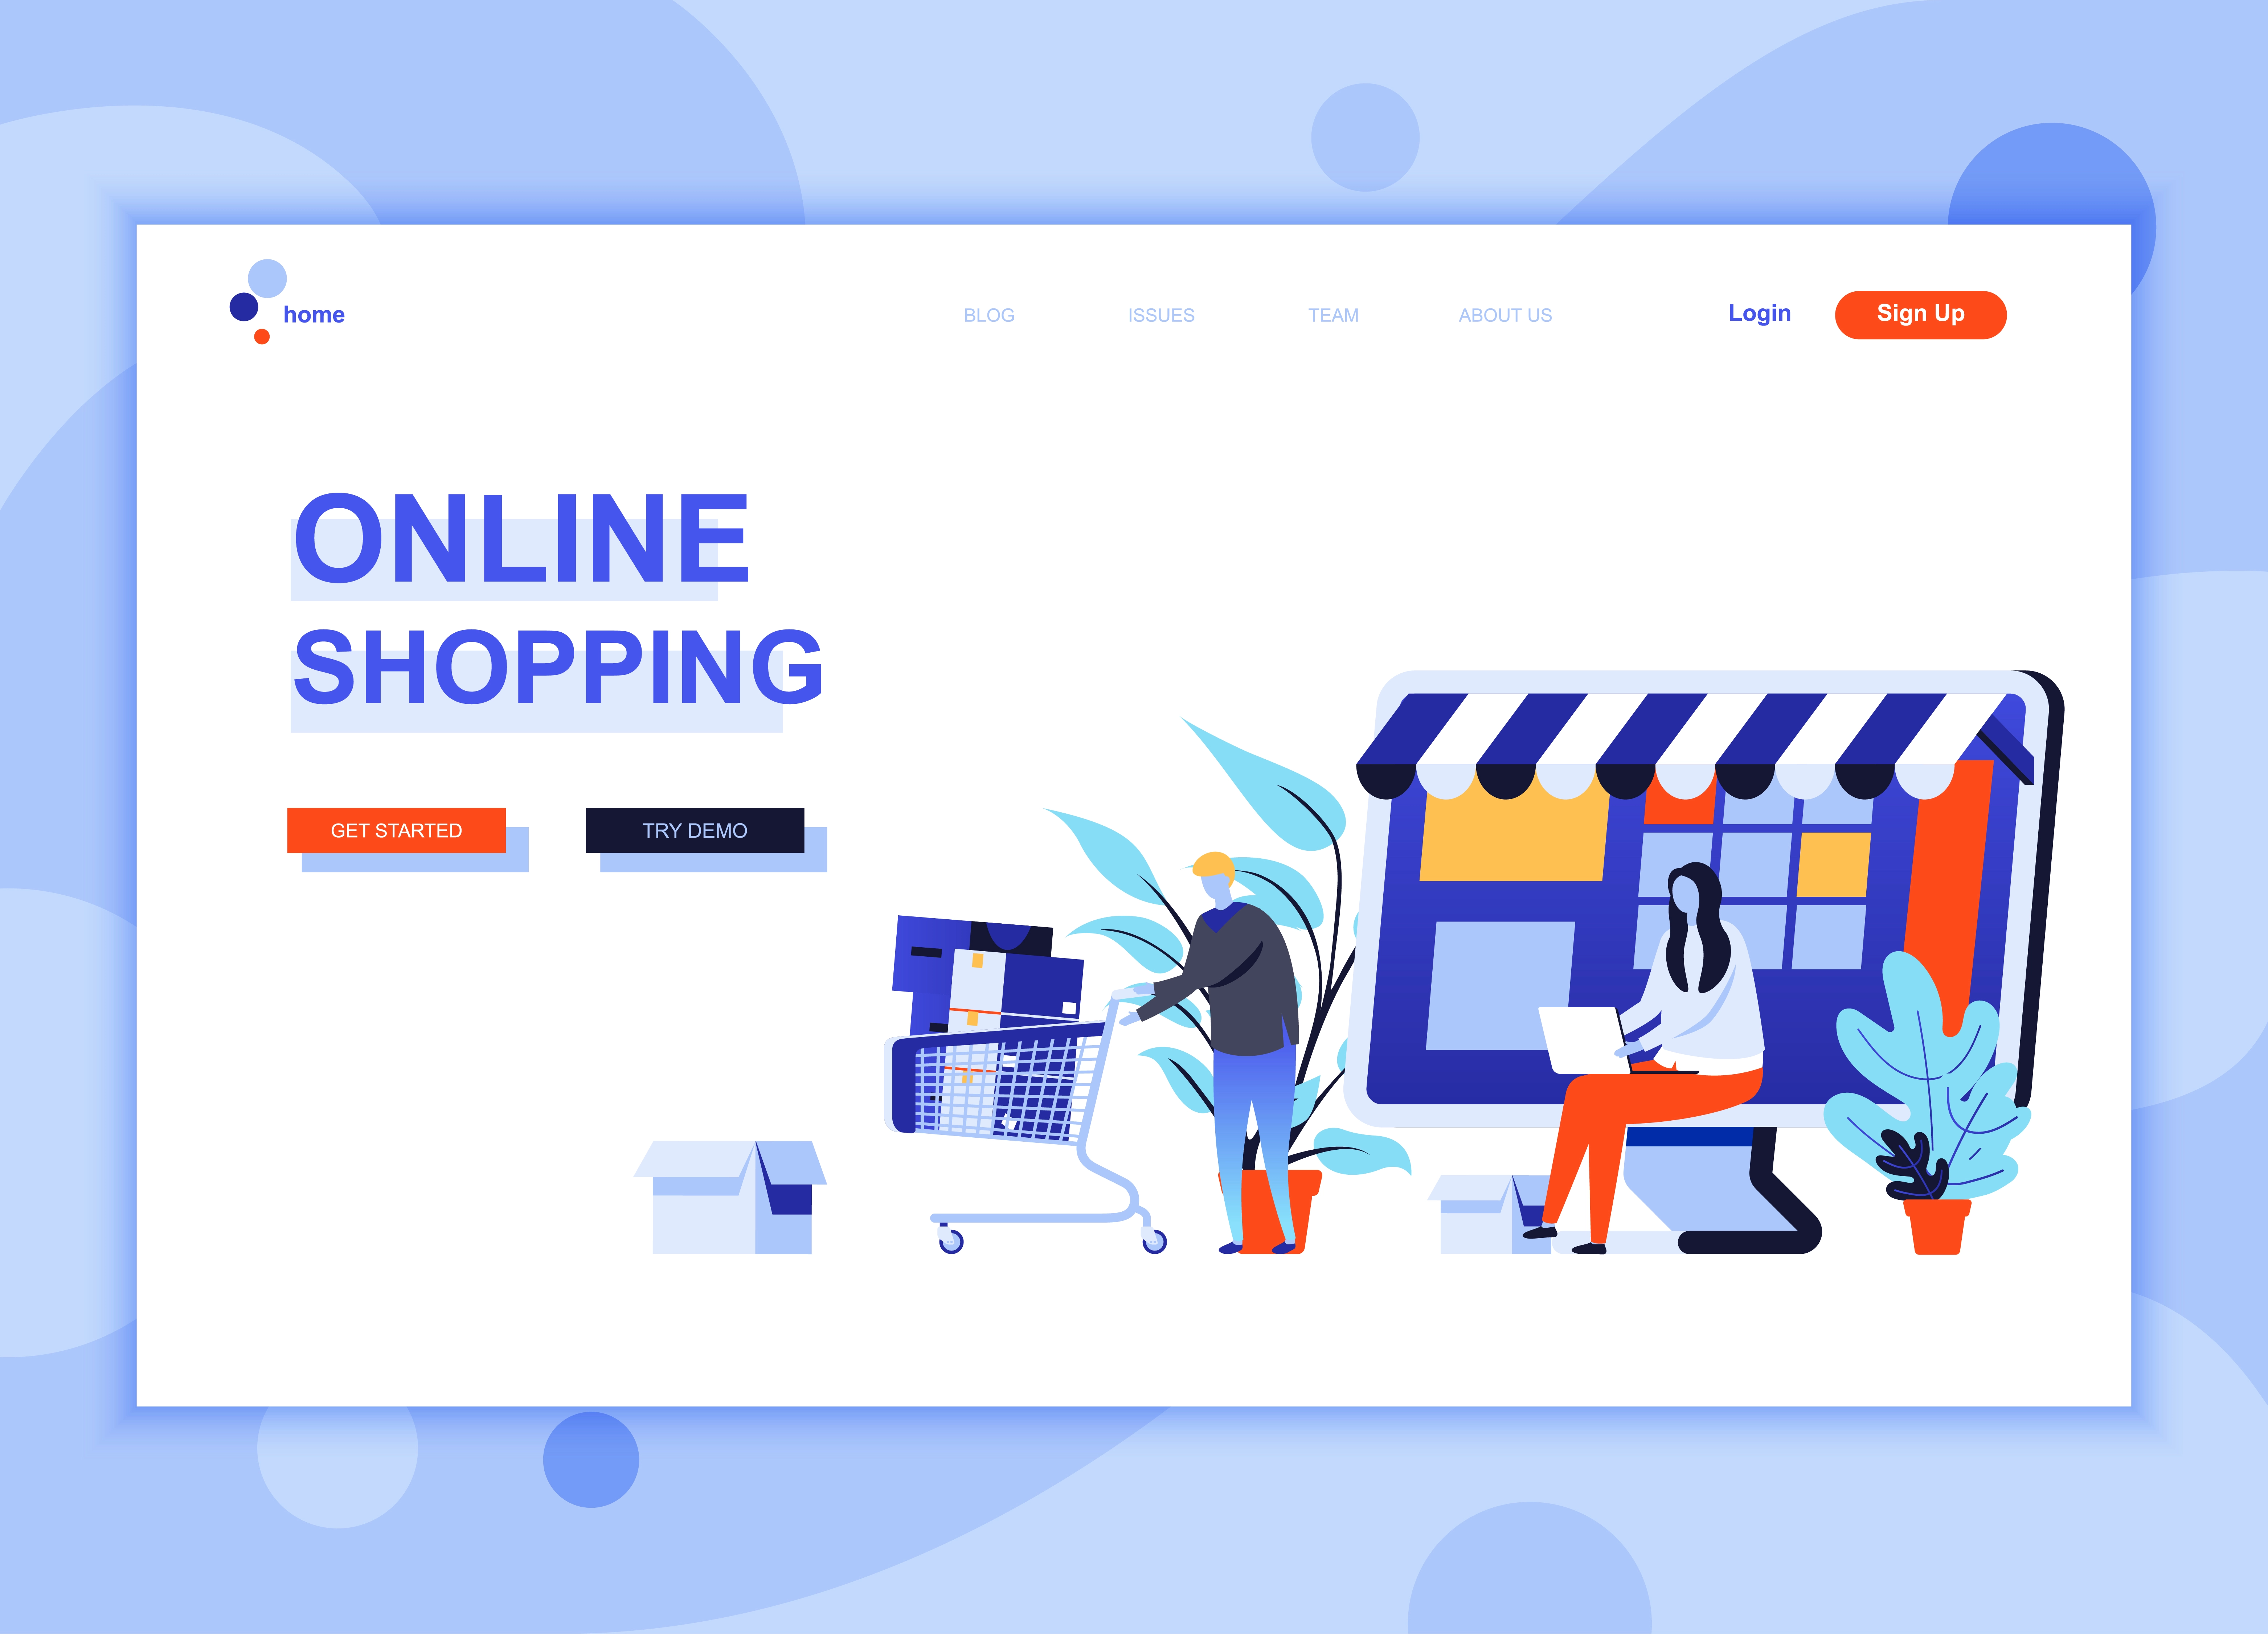 home
BLOG
ISSUES
TEAM
ABOUT US
Login
Sign Up
ONLINE
SHOPPING
GET STARTED
TRY DEMO